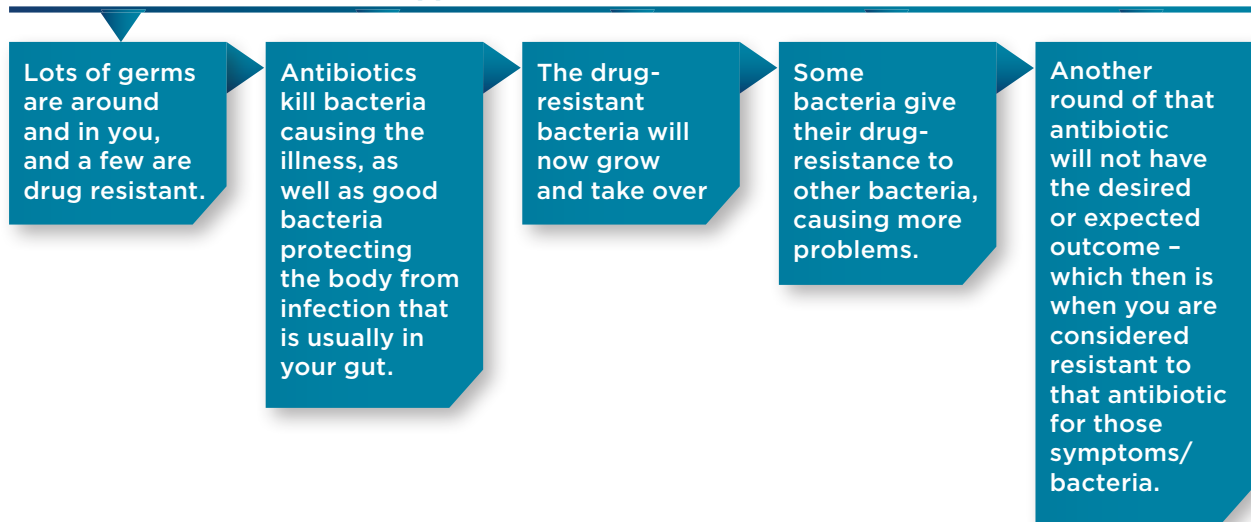 Lots of germs
are around
and in you,
and a few are
drug resistant.
Antibiotics
kill bacteria
causing the
illness, as
well as good
bacteria
protecting
the body from
infection that
is usually in
your gut.
The drug-
resistant
bacteria will
now grow
and take over
Some
bacteria give
their drug-
resistance to
other bacteria,
causing more
problems.
Another
round of that
antibiotic
will not have
the desired
or expected
outcome –
which then is
when you are
considered
resistant to
that antibiotic
for those
symptoms/
bacteria.